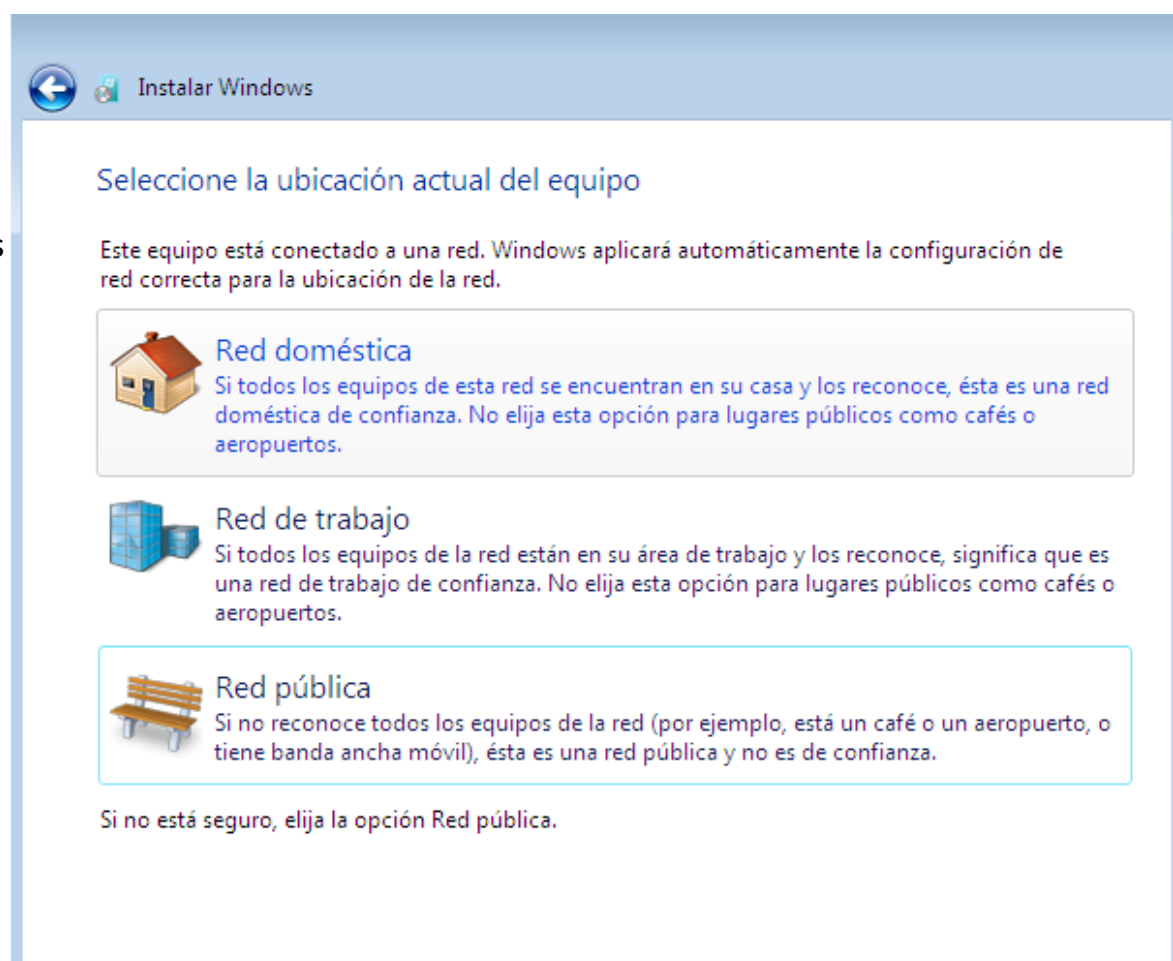 Instalar Windows
Seleccione la ubicación actual del equipo
s
Este equipo está conectado a una red. Windows aplicará automáticamente la configuración de
red correcta para la ubicación de la red.
Red doméstica
Si todos los equipos de esta red se encuentran en su casa y los reconoce, ésta es una red
doméstica de confianza. No elija esta opción para lugares públicos como cafés o
aeropuertos.
Red de trabajo
Si todos los equipos de la red están en su área de trabajo y los reconoce, significa que es
una red de trabajo de confianza. No elija esta opción para lugares públicos como cafés o
aeropuertos.
Red pública
Si no reconoce todos los equipos de la red (por ejemplo, está un café o un aeropuerto, o
tiene banda ancha móvil), ésta es una red pública y no es de confianza.
Si no está seguro, elija la opción Red pública.